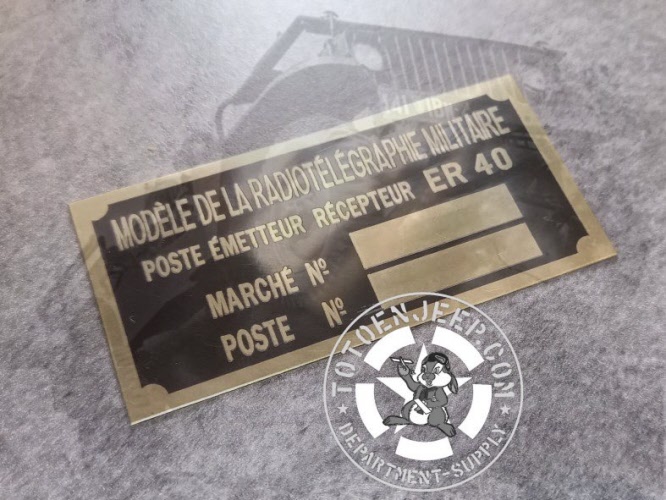 MODÈLE DE LA RADIOTÉLÉGRAPHIE MILITAIRE
POSTE ÉMETTEUR RÉCEPTEUR ER 40
MARCHÉ Nº
POSTE Nº
TOTOENJEEP.COM
DEPARTMENT-SUPPLY